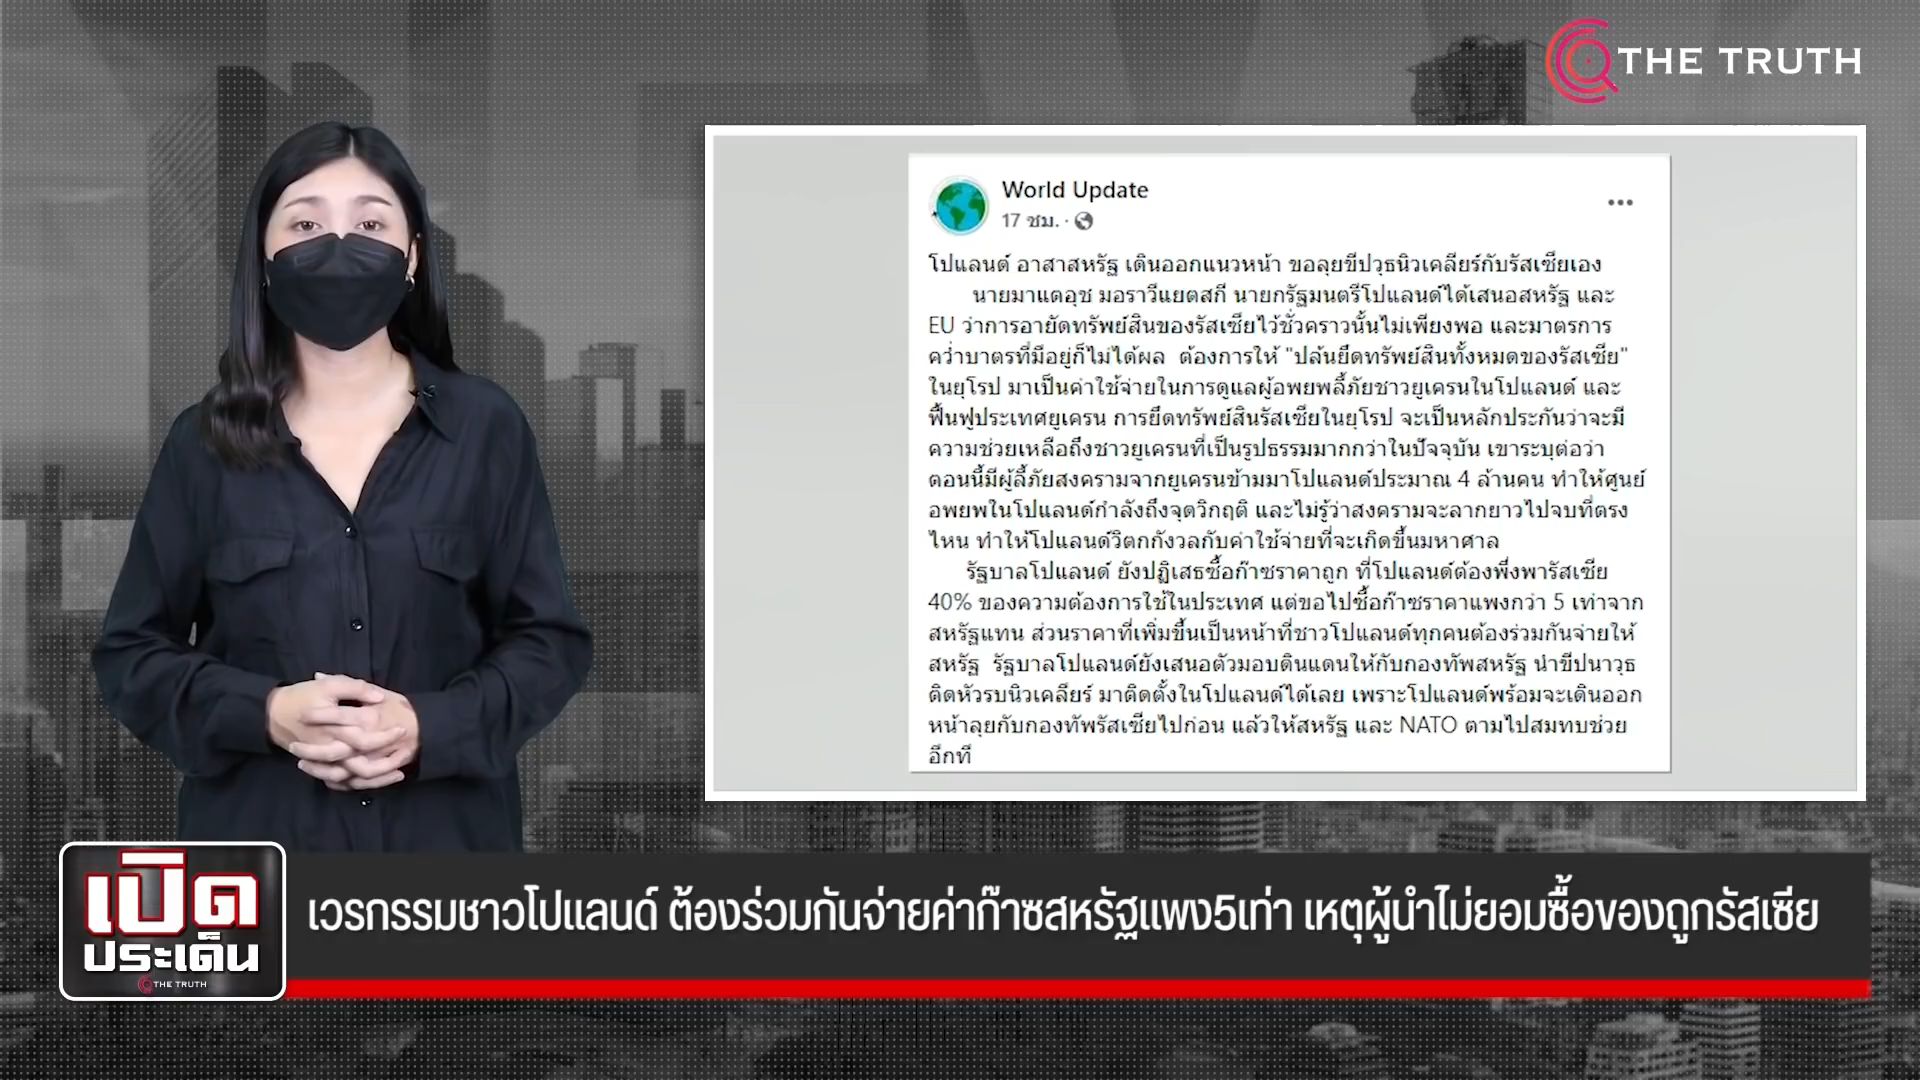 THE TRUTH
World Update
17 ชม. ·
โปแลนด์ อาสาสหรัฐ เดินออกแนวหน้า ขอลุยขีปวุธนิวเคลียร์กับรัสเซียเอง
นายมาแตอุช มอราวีแยตสกี นายกรัฐมนตรีโปแลนด์ได้เสนอสหรัฐ และ
EU ว่าการอายัดทรัพย์สินของรัสเซียไว้ชั่วคราวนั้นไม่เพียงพอ และมาตรการ
คว่ำบาตรที่มีอยู่ก็ไม่ได้ผล ต้องการให้ "ปล้นยึดทรัพย์สินทั้งหมดของรัสเซีย"
ในยุโรป มาเป็นค่าใช้จ่ายในการดูแลผู้อพยพลี้ภัยชาวยูเครนในโปแลนด์ และ
ฟื้นฟูประเทศยูเครน การยึดทรัพย์สินรัสเซียในยุโรป จะเป็นหลักประกันว่าจะมี
ความช่วยเหลือถึงชาวยูเครนที่เป็นรูปธรรมมากกว่าในปัจจุบัน เขาระบุต่อว่า
ตอนนี้มีผู้ลี้ภัยสงครามจากยูเครนข้ามมาโปแลนด์ประมาณ 4 ล้านคน ทำให้ศูนย์
อพยพในโปแลนด์กำลังถึงจุดวิกฤติ และไม่รู้ว่าสงครามจะลากยาวไปจบที่ตรง
ไหน ทำให้โปแลนด์วิตกกังวลกับค่าใช้จ่ายที่จะเกิดขึ้นมหาศาล
รัฐบาลโปแลนด์ ยังปฏิเสธซื้อก๊าซราคาถูก ที่โปแลนด์ต้องพึ่งพารัสเซีย
40% ของความต้องการใช้ในประเทศ แต่ขอไปซื้อก๊าซราคาแพงกว่า 5 เท่าจาก
สหรัฐแทน ส่วนราคาที่เพิ่มขึ้นเป็นหน้าที่ชาวโปแลนด์ทุกคนต้องร่วมกันจ่ายให้
สหรัฐ รัฐบาลโปแลนด์ยังเสนอตัวมอบดินแดนให้กับกองทัพสหรัฐ นำขีปนาวุธ
ติดหัวรบนิวเคลียร์ มาติดตั้งในโปแลนด์ได้เลย เพราะโปแลนด์พร้อมจะเดินออก
หน้าลุยกับกองทัพรัสเซียไปก่อน แล้วให้สหรัฐ และ NATO ตามไปสมทบช่วย
อีกที
เปิด
ประเด็น
THE TRUTH
เวรกรรมชาวโปแลนด์ ต้องร่วมกันจ่ายค่าก๊าซสหรัฐแพง5เท่า เหตุผู้นำไม่ยอมซื้อของถูกรัสเซีย